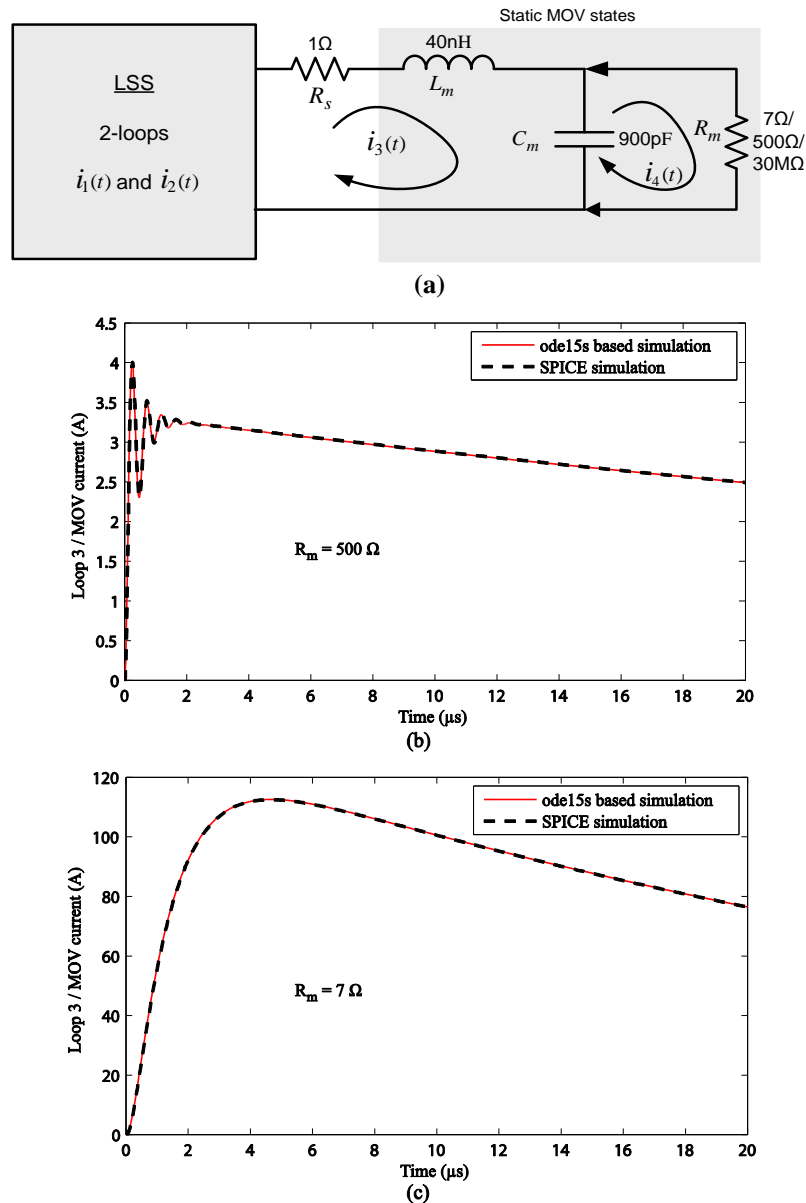 Static MOV states
LSS
2-loops
i₁(t) and i₂(t)
1Ω
Rₛ
40nH
Lₘ
i₃(t)
Cₘ
900pF
i₄(t)
Rₘ
7Ω/
500Ω/
30MΩ
(a)
4.5
4
3.5
3
2.5
2
1.5
1
0.5
0
Loop 3 / MOV current (A)
ode15s based simulation
SPICE simulation
Rₘ = 500 Ω
0 2 4 6 8 10 12 14 16 18 20
Time (µs)
(b)
120
100
80
60
40
20
0
Loop 3 / MOV current (A)
ode15s based simulation
SPICE simulation
Rₘ = 7 Ω
0 2 4 6 8 10 12 14 16 18 20
Time (µs)
(c)